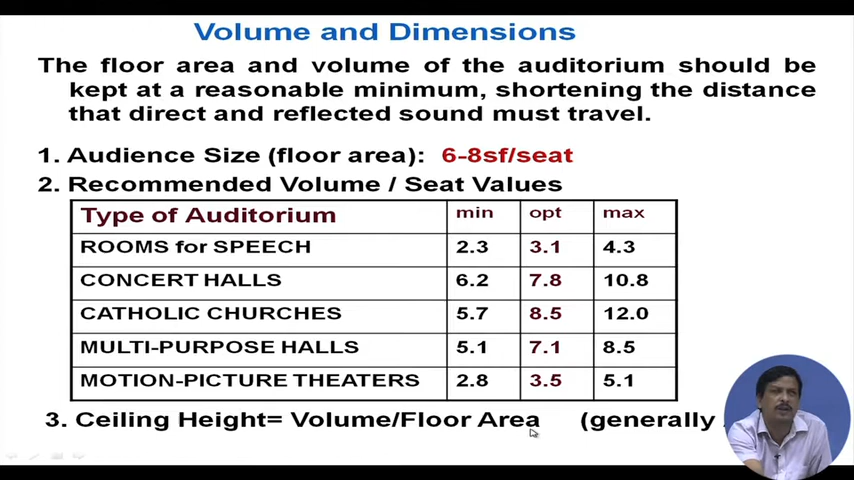 Volume and Dimensions
The floor area and volume of the auditorium should be
kept at a reasonable minimum, shortening the distance
that direct and reflected sound must travel.
1. Audience Size (floor area): 6-8sf/seat
2. Recommended Volume / Seat Values
Type of Auditorium min opt max
ROOMS for SPEECH 2.3 3.1 4.3
CONCERT HALLS 6.2 7.8 10.8
CATHOLIC CHURCHES 5.7 8.5 12.0
MULTI-PURPOSE HALLS 5.1 7.1 8.5
MOTION-PICTURE THEATERS 2.8 3.5 5.1
3. Ceiling Height= Volume/Floor Area (generally